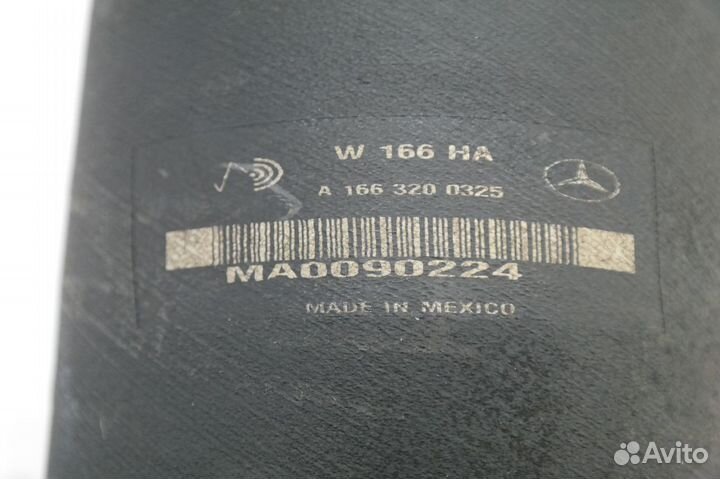 W 166 HA
A 166 320 0325
MA0090224
MADE IN MEXICO
Avito